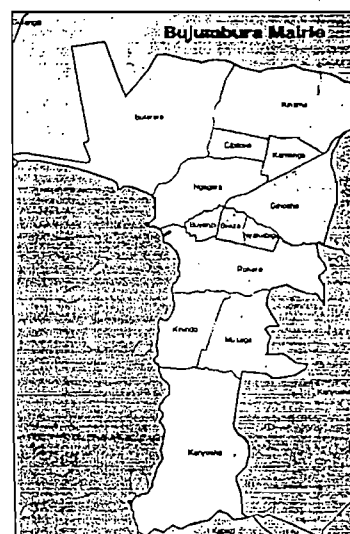 Bujumbura Mairie
Buterere
Kinama
Cibitoke
Kamenge
Ngagara
Gihosha
Buyenzi
Bwiza
Nyakabiga
Rohero
Kinindo
Musaga
Kanyosha